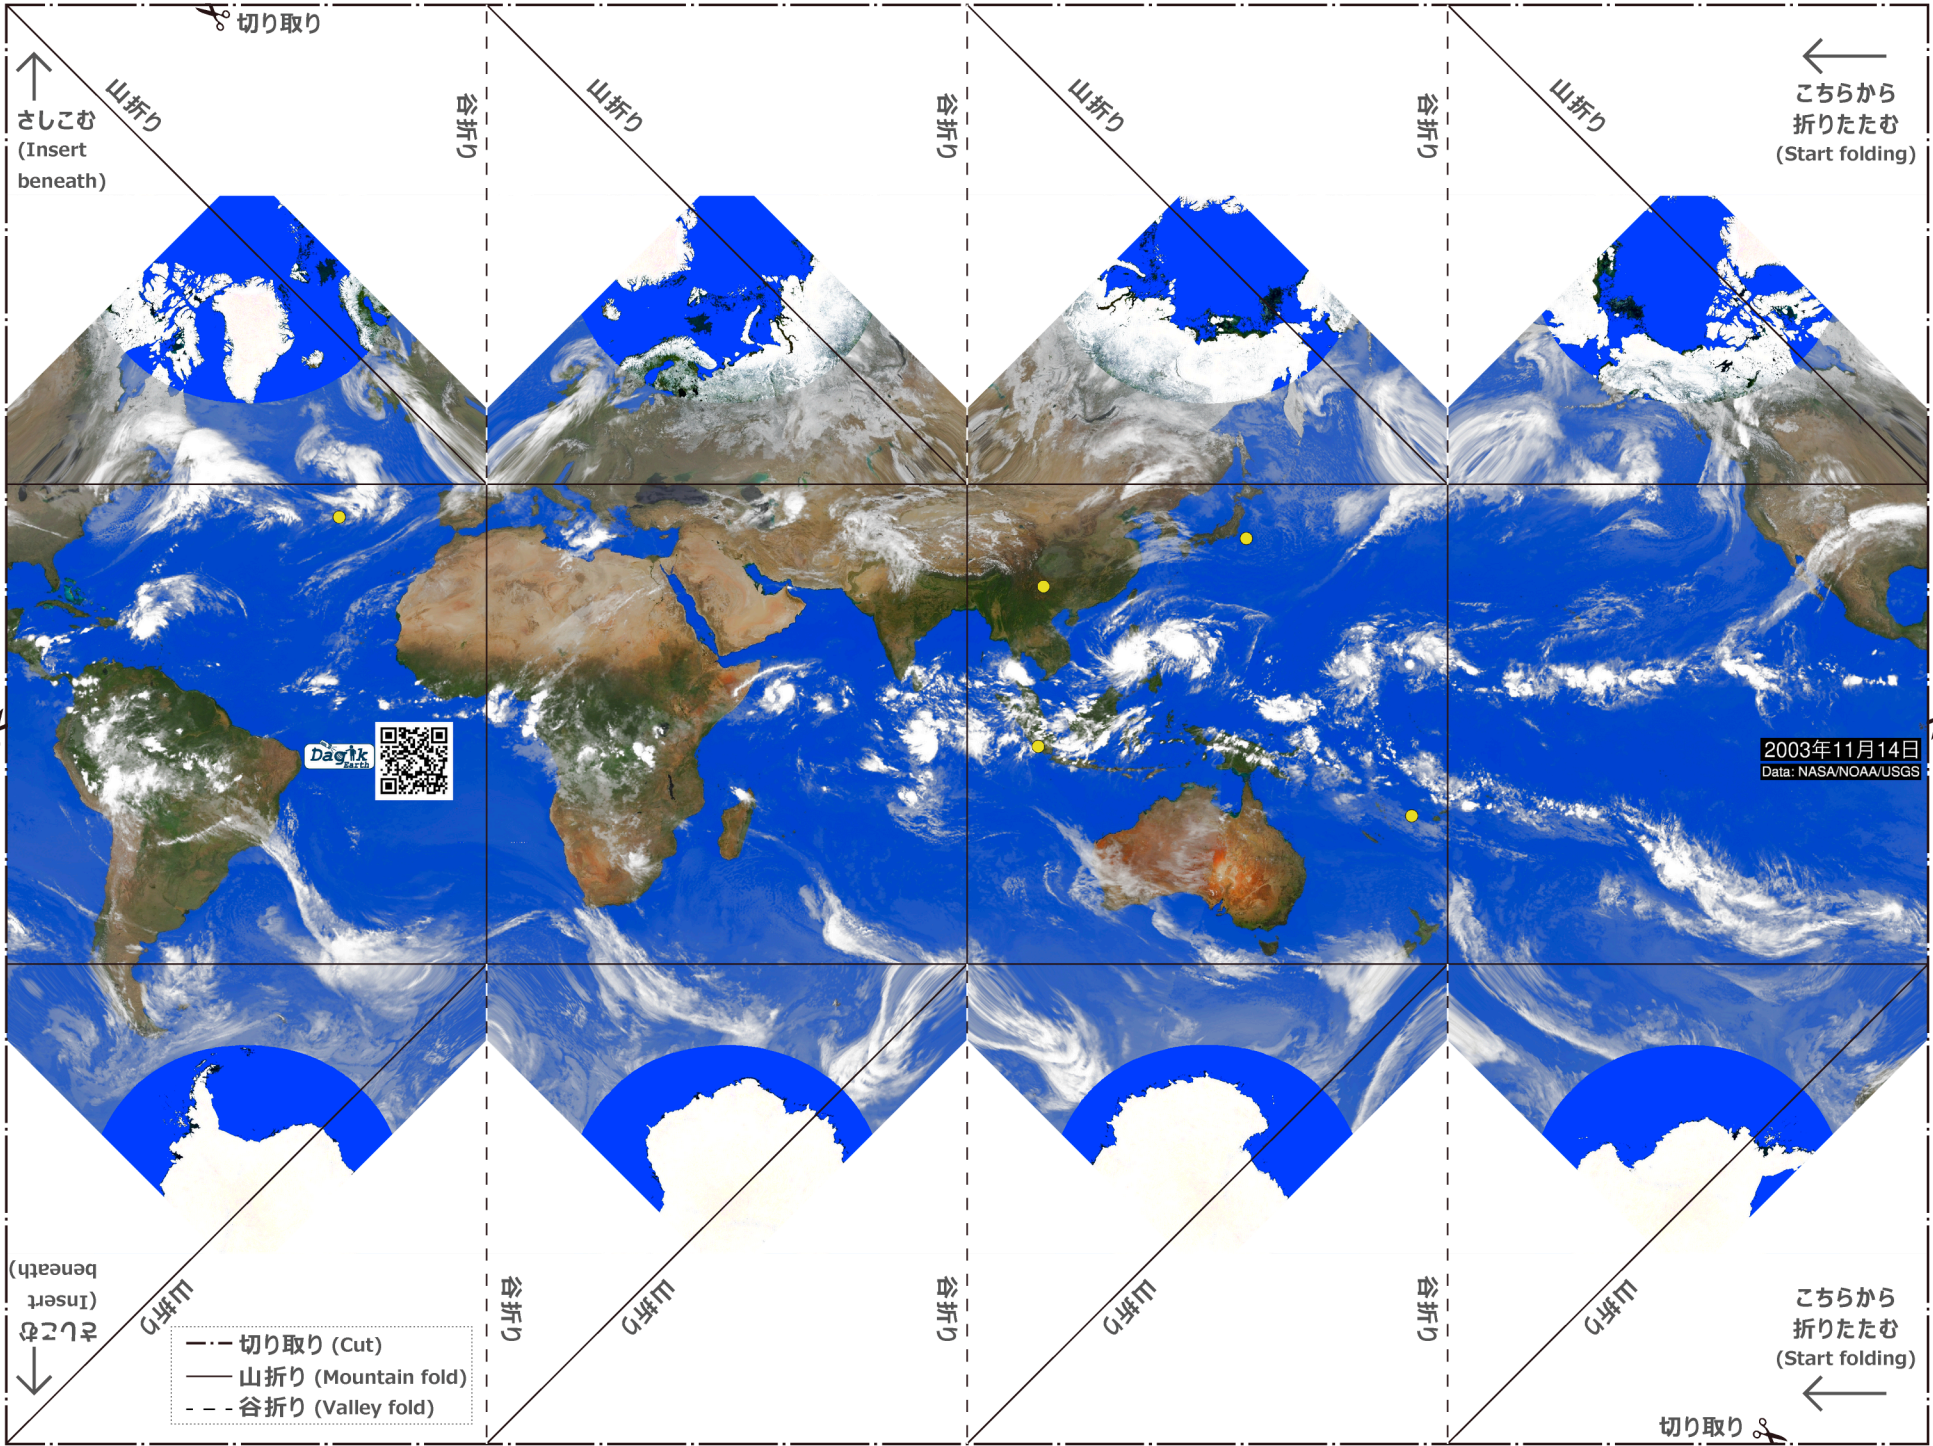 切り取り
山折り
谷折り
山折り
谷折り
山折り
谷折り
山折り
さしこむ
(Insert
beneath)
こちらから
折りたたむ
(Start folding)
Dagik
Earth
2003年11月14日
Data: NASA/NOAA/USGS
さしこむ
(Insert
beneath)
山折り
谷折り
山折り
谷折り
山折り
谷折り
山折り
切り取り (Cut)
山折り (Mountain fold)
谷折り (Valley fold)
こちらから
折りたたむ
(Start folding)
切り取り